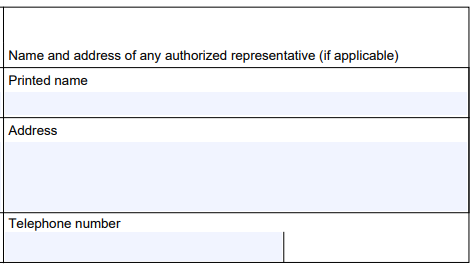 Name and address of any authorized representative (if applicable)
Printed name
Address
Telephone number